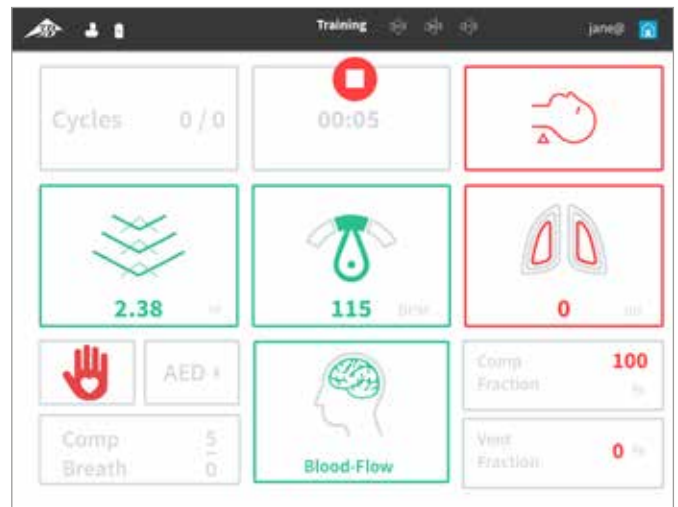 Training
jane@
Cycles 0 / 0
00:05
2.38
115 BPM
0
AED
Comp 5
Breath 0
Blood-Flow
Comp 100
Fraction %
Vent 0 %
Fraction